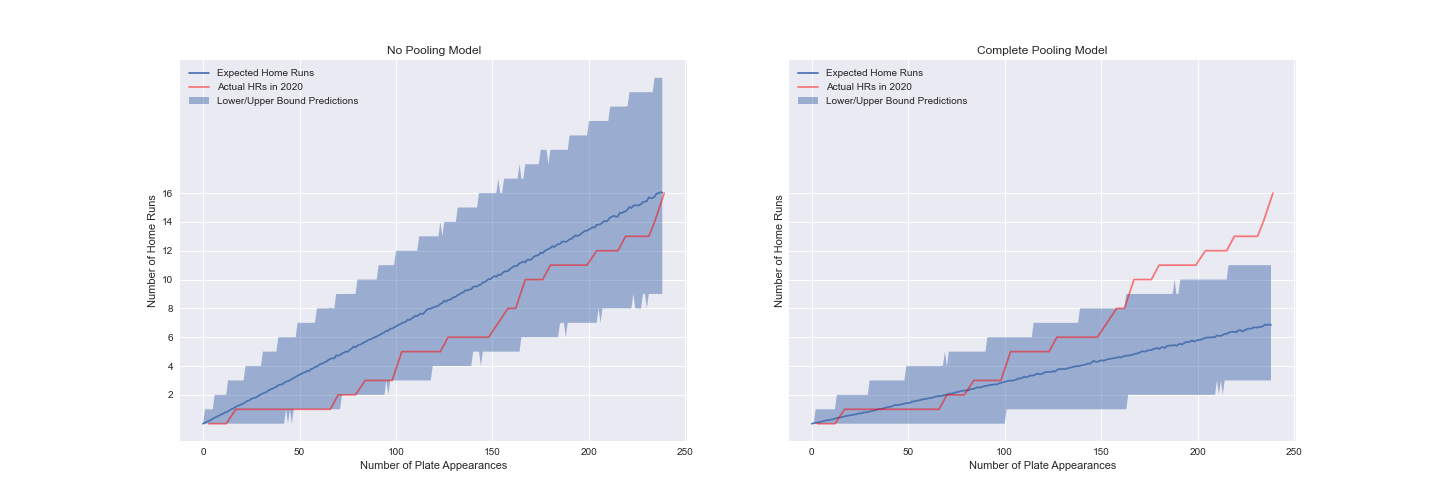 No Pooling Model
Expected Home Runs
Actual HRs in 2020
Lower/Upper Bound Predictions
16
14
12
10
8
6
4
2
Number of Home Runs
0
50
100
150
200
250
Number of Plate Appearances
Complete Pooling Model
Expected Home Runs
Actual HRs in 2020
Lower/Upper Bound Predictions
Number of Home Runs
0
50
100
150
200
250
Number of Plate Appearances